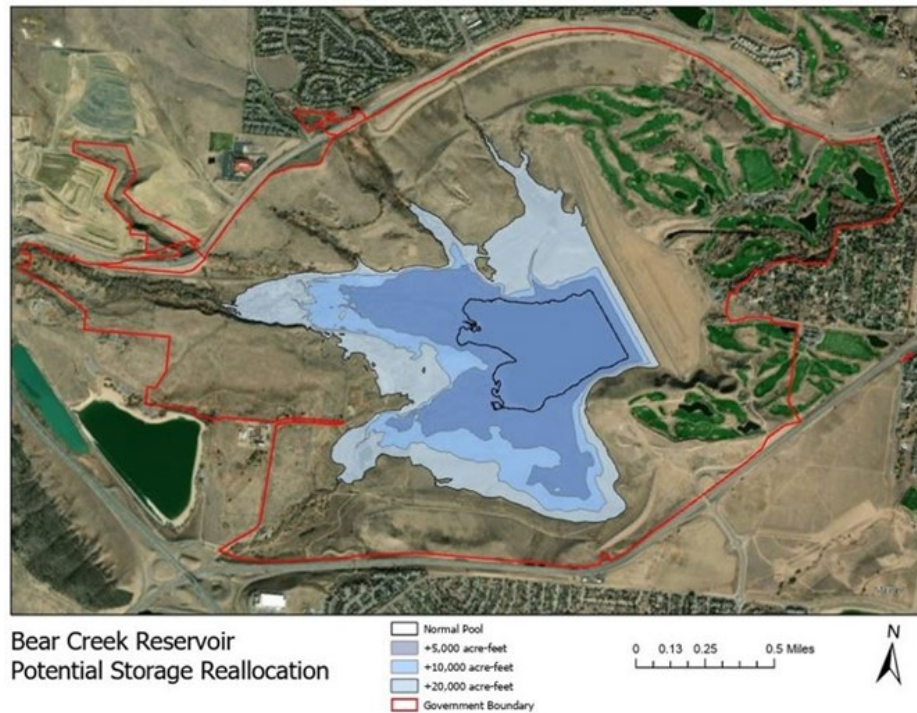 Bear Creek Reservoir
Potential Storage Reallocation
Normal Pool
+5,000 acre-feet
+10,000 acre-feet
+20,000 acre-feet
Government Boundary
0 0.13 0.25 0.5 Miles
N